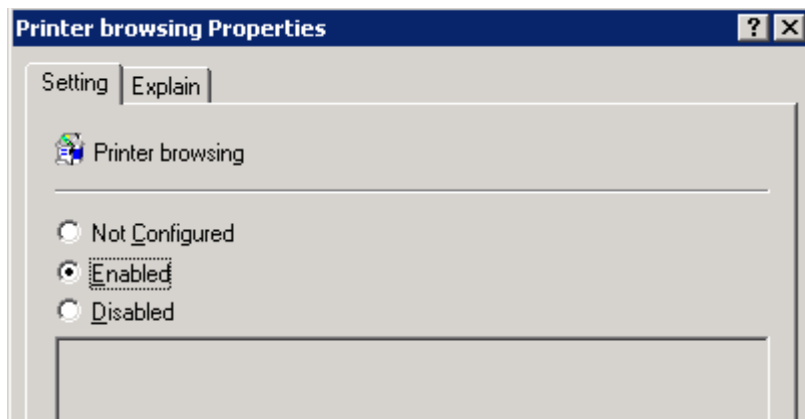 Printer browsing Properties
Setting
Explain
Printer browsing
Not Configured
Enabled
Disabled